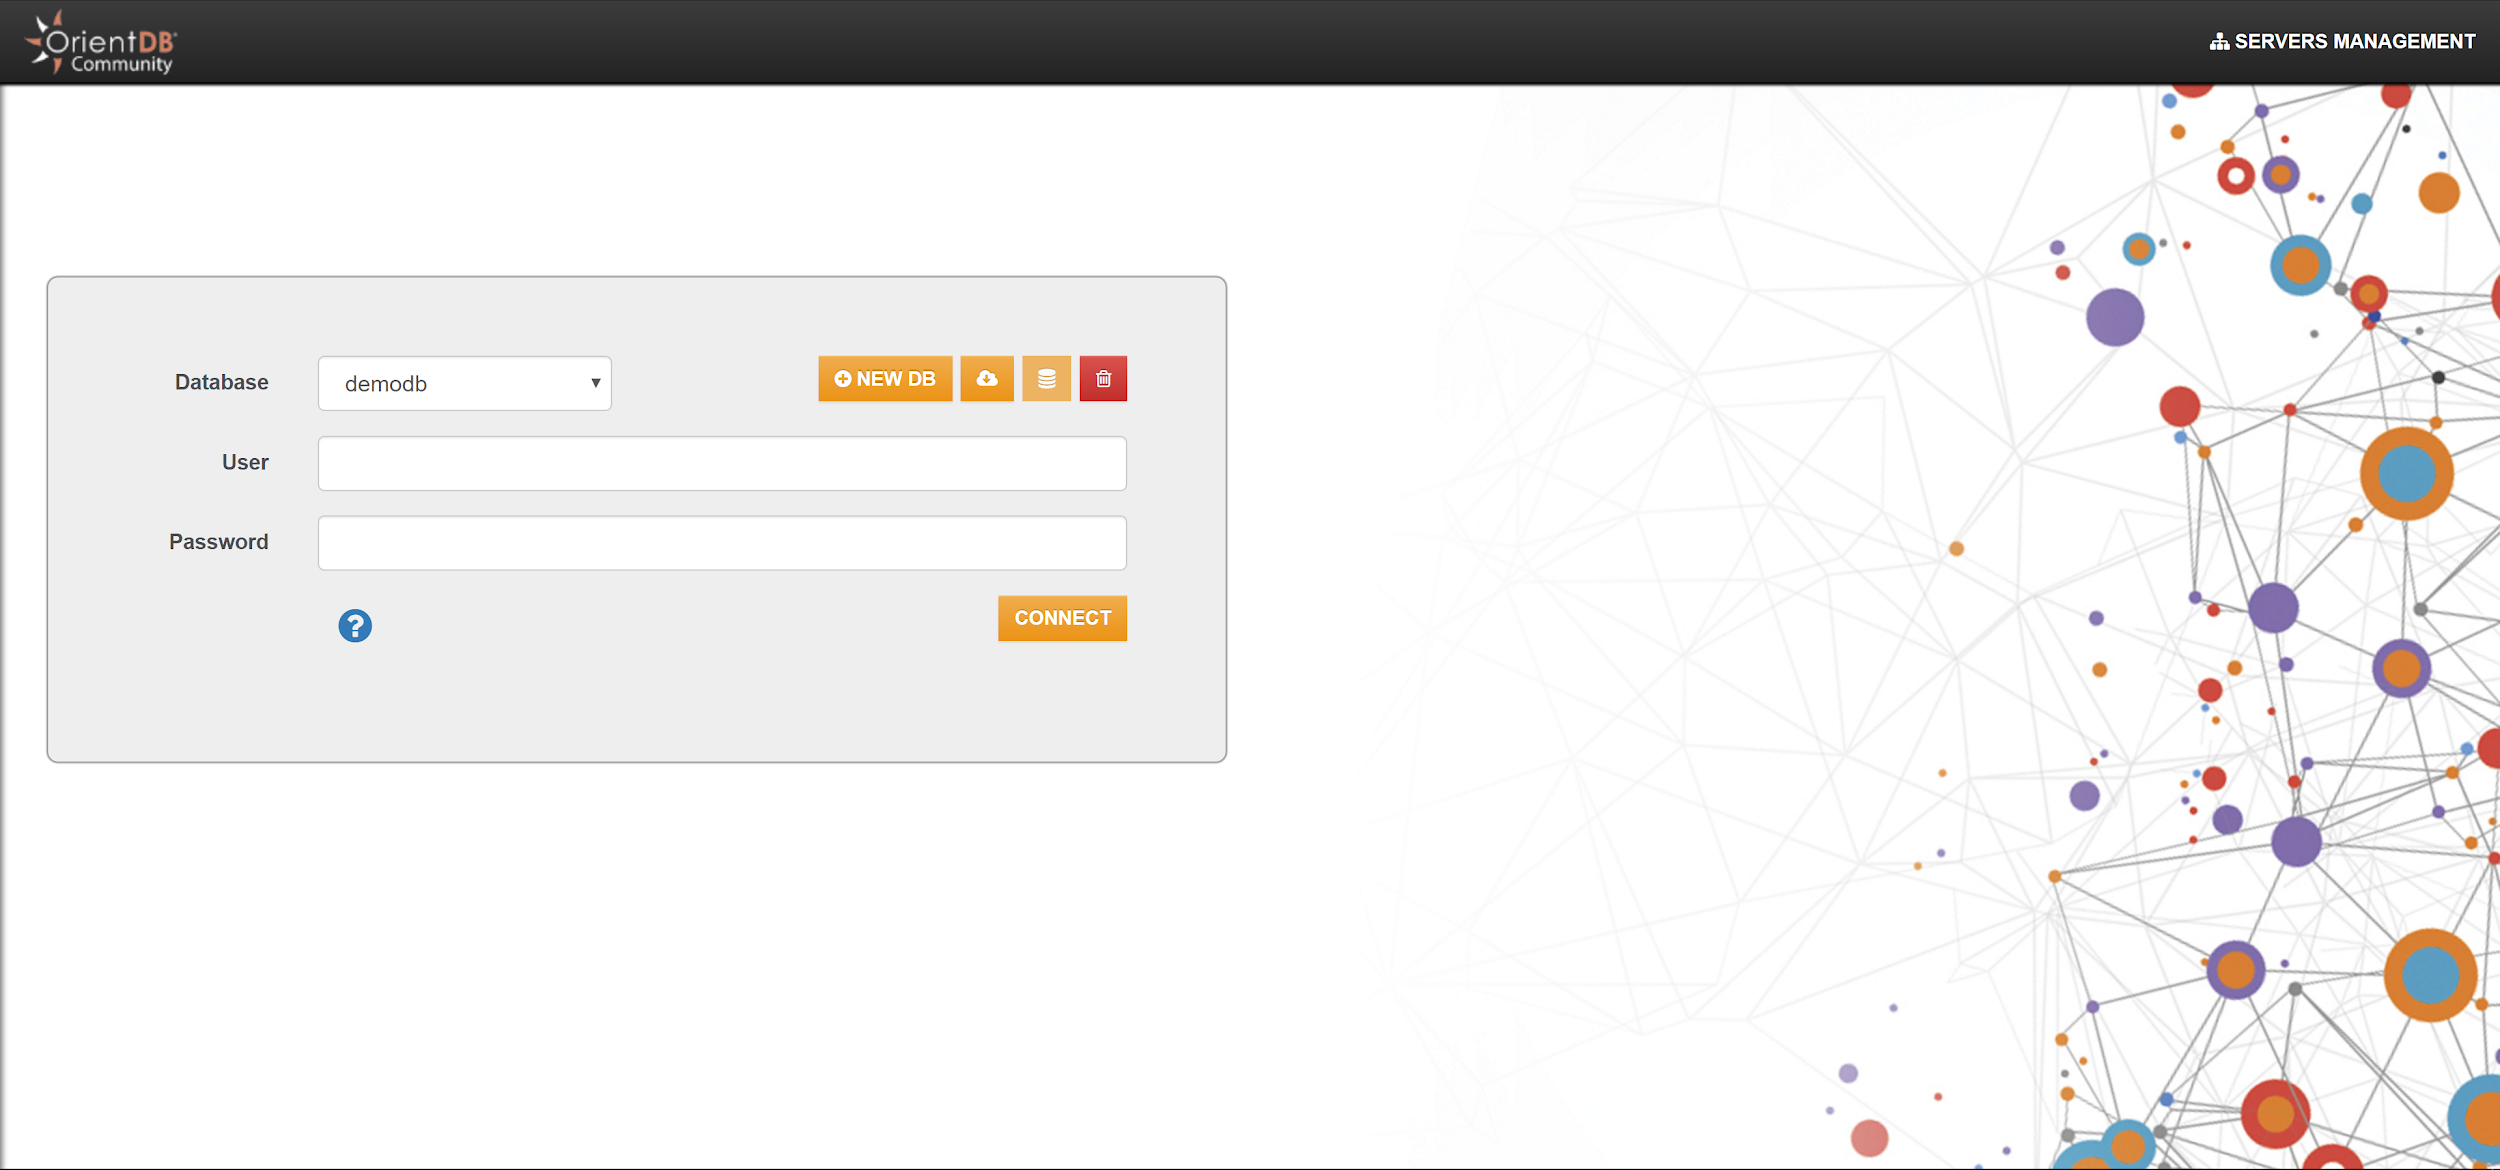 OrientDB
Community
SERVERS MANAGEMENT
Database
demodb
NEW DB
User
Password
?
CONNECT